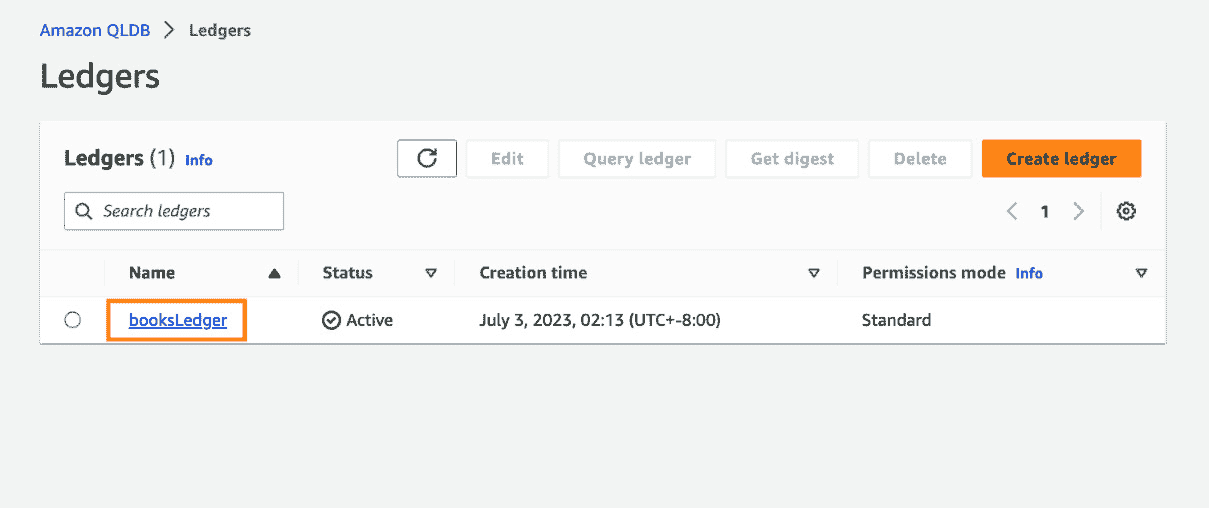 Amazon QLDB > Ledgers
Ledgers
Ledgers (1) Info
Edit
Query ledger
Get digest
Delete
Create ledger
Search ledgers
1
Name Status Creation time Permissions mode Info
booksLedger Active July 3, 2023, 02:13 (UTC+-8:00) Standard